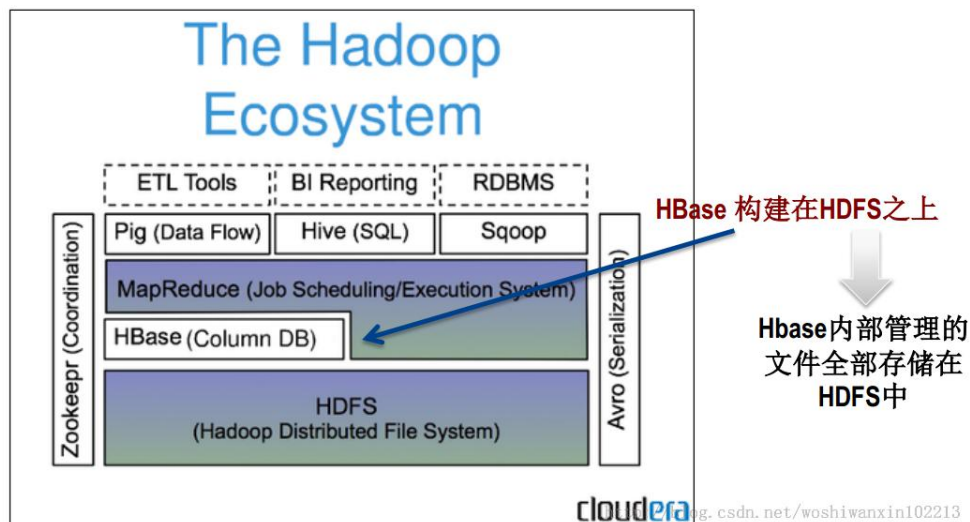 The Hadoop
Ecosystem
ETL Tools
BI Reporting
RDBMS
Pig (Data Flow)
Hive (SQL)
Sqoop
Zookeepr (Coordination)
MapReduce (Job Scheduling/Execution System)
HBase (Column DB)
HDFS
(Hadoop Distributed File System)
Avro (Serialization)
HBase 构建在HDFS之上
Hbase内部管理的
文件全部存储在
HDFS中
cloudera
og.csdn.net/woshiwanxin102213